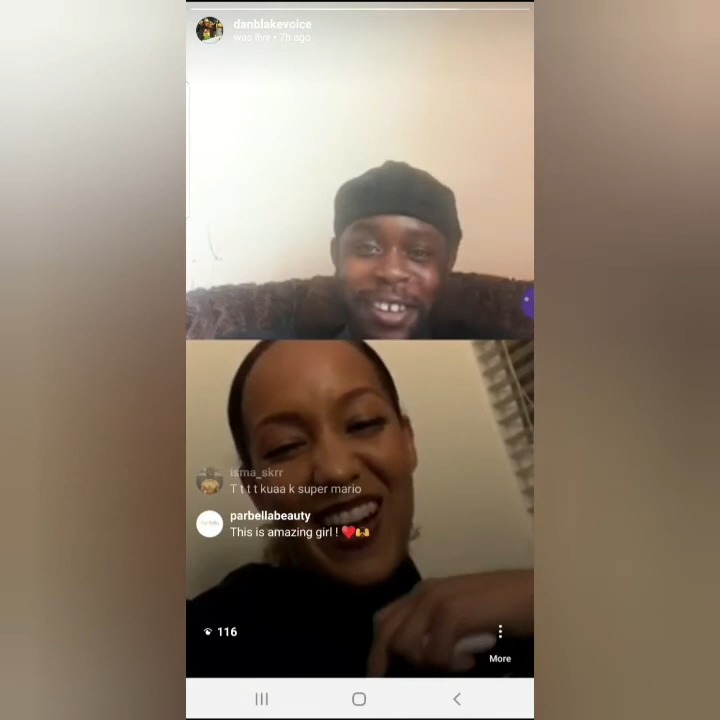 danblakevoice
was live • 7h ago
isma_skrr
T t t t kuaa k super mario
parbellabeauty
This is amazing girl ! ❤️🙌
116
More